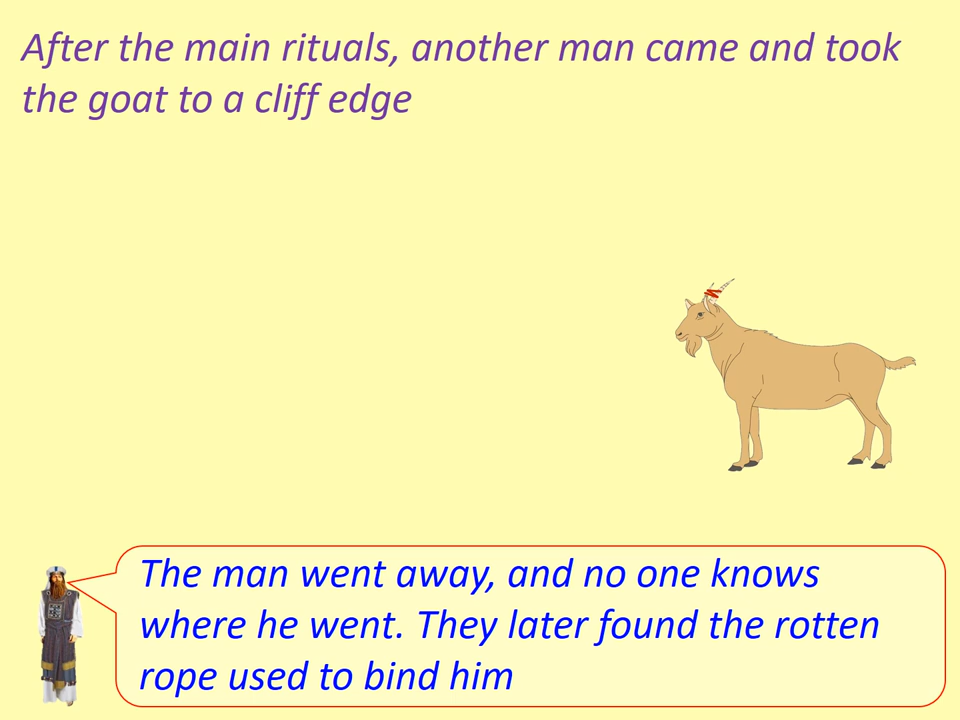 After the main rituals, another man came and took
the goat to a cliff edge
The man went away, and no one knows
where he went. They later found the rotten
rope used to bind him